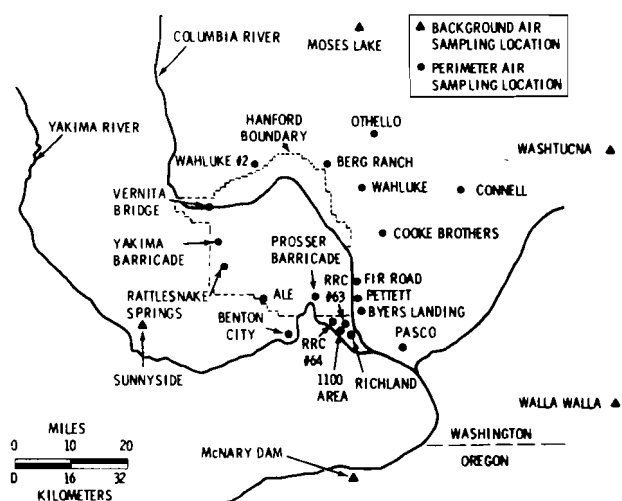 COLUMBIA RIVER
MOSES LAKE
▲ BACKGROUND AIR
SAMPLING LOCATION
● PERIMETER AIR
SAMPLING LOCATION
YAKIMA RIVER
HANFORD
BOUNDARY
OTHELLO
WASHTUCNA
WAHLUKE #2
BERG RANCH
WAHLUKE
CONNELL
VERNITA
BRIDGE
YAKIMA
BARRICADE
PROSSER
BARRICADE
COOKE BROTHERS
RATTLESNAKE
SPRINGS
ALE
RRC
#63
FIR ROAD
PETTETT
BYERS LANDING
BENTON
CITY
RRC
#64
PASCO
SUNNYSIDE
1100
AREA
RICHLAND
WALLA WALLA
MILES
0 10 20
0 16 32
KILOMETERS
MCNARY DAM
WASHINGTON
OREGON